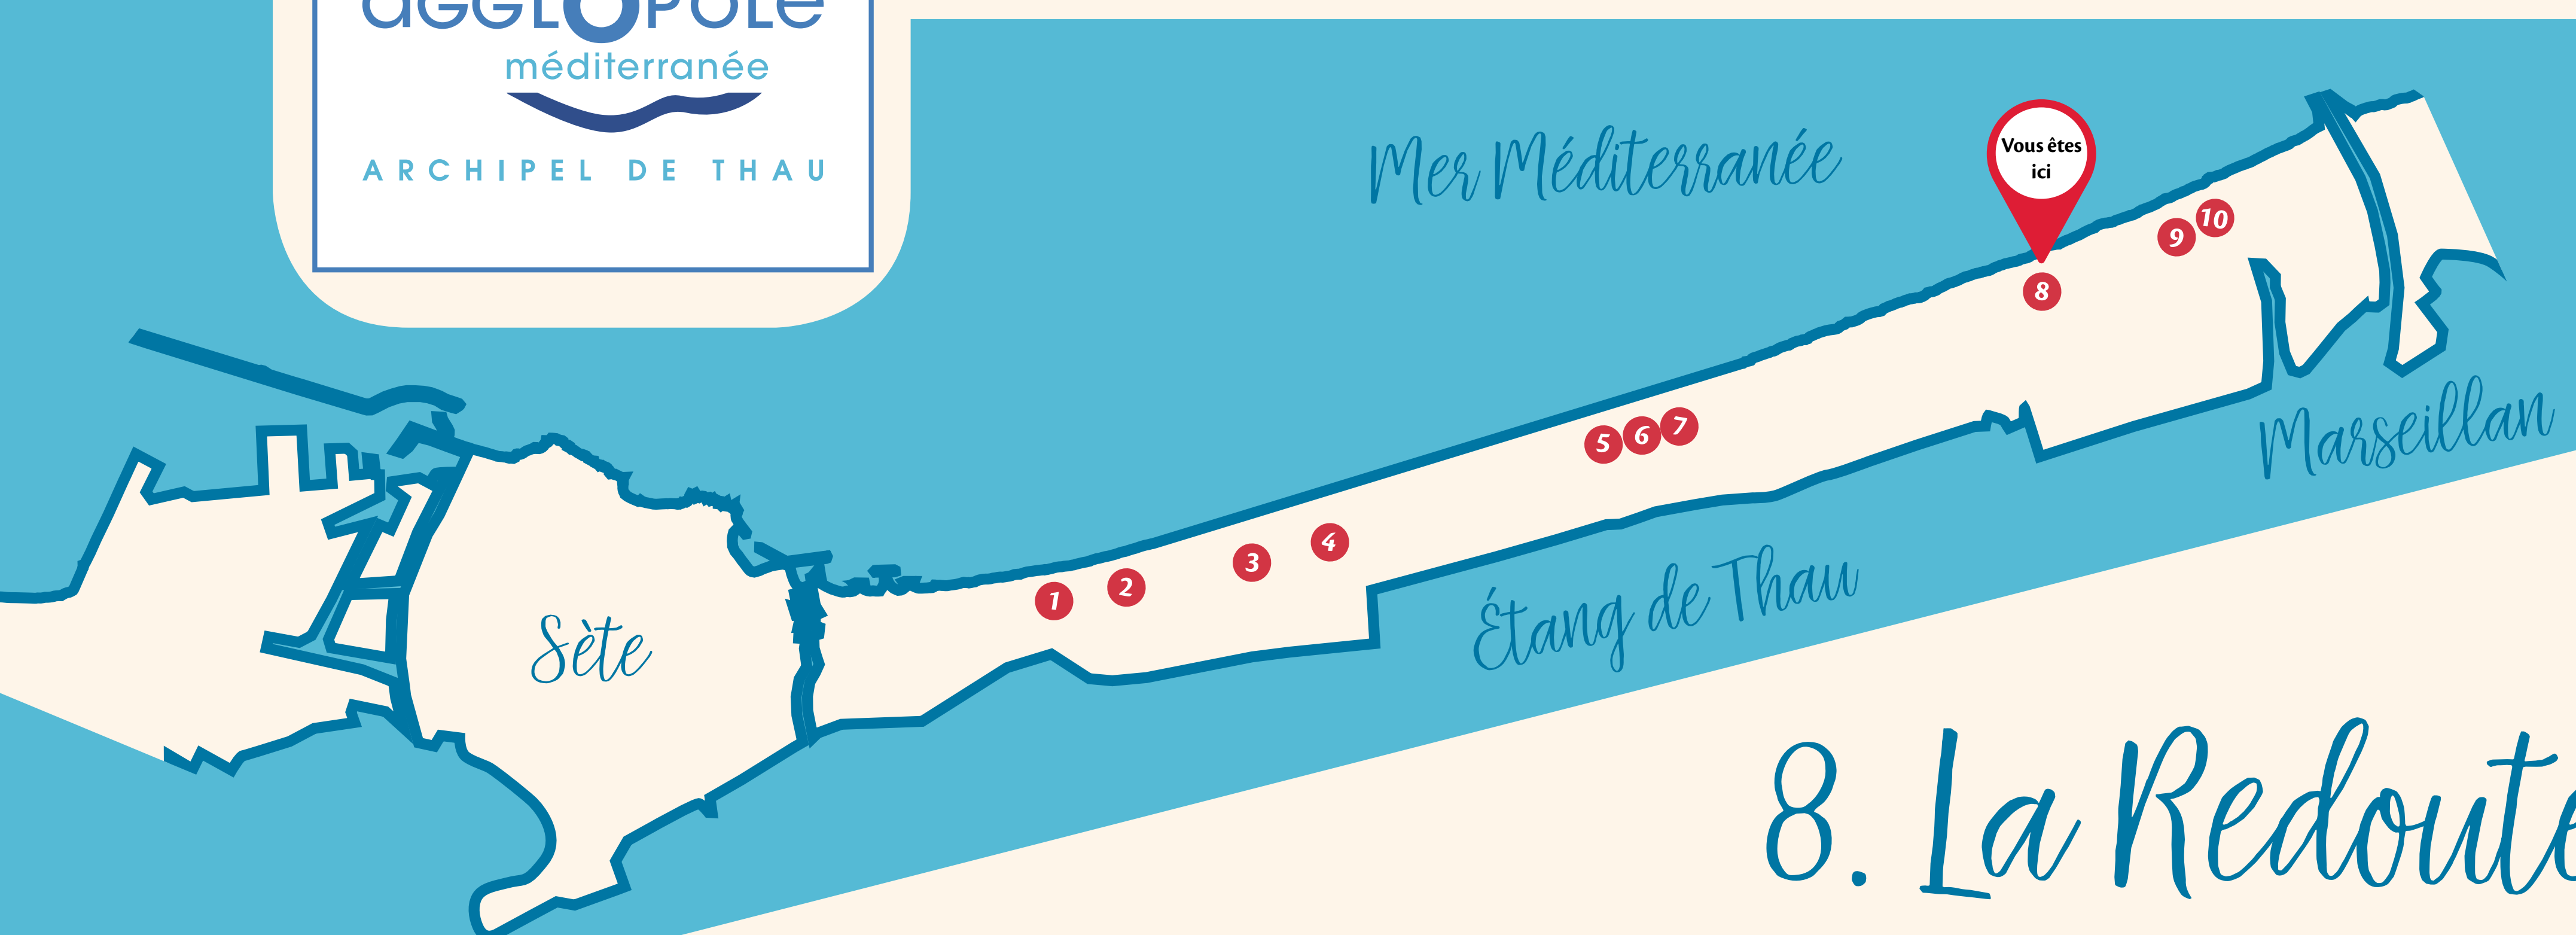 agglopole
méditerranée
ARCHIPEL DE THAU
Mer Méditerranée
Vous êtes
ici
10
9
8
7
6
5
4
3
2
1
Marseillan
Étang de Thau
Sète
8. La Redoute